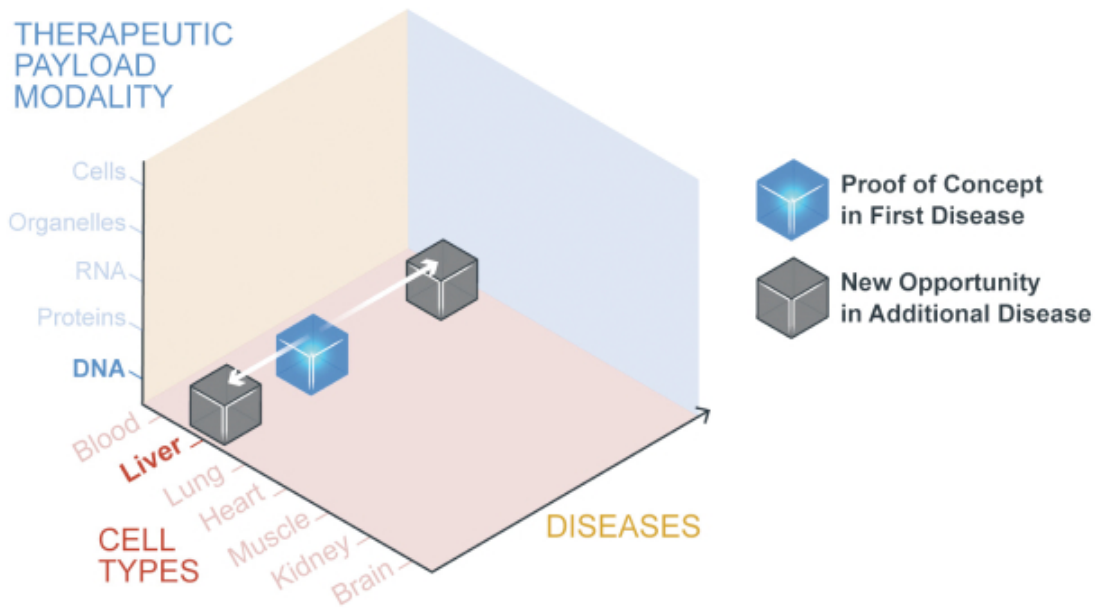 THERAPEUTIC
PAYLOAD
MODALITY
Cells
Organelles
RNA
Proteins
DNA
Blood
Liver
Lung
Heart
Muscle
Kidney
Brain
CELL
TYPES
DISEASES
Proof of Concept
in First Disease
New Opportunity
in Additional Disease